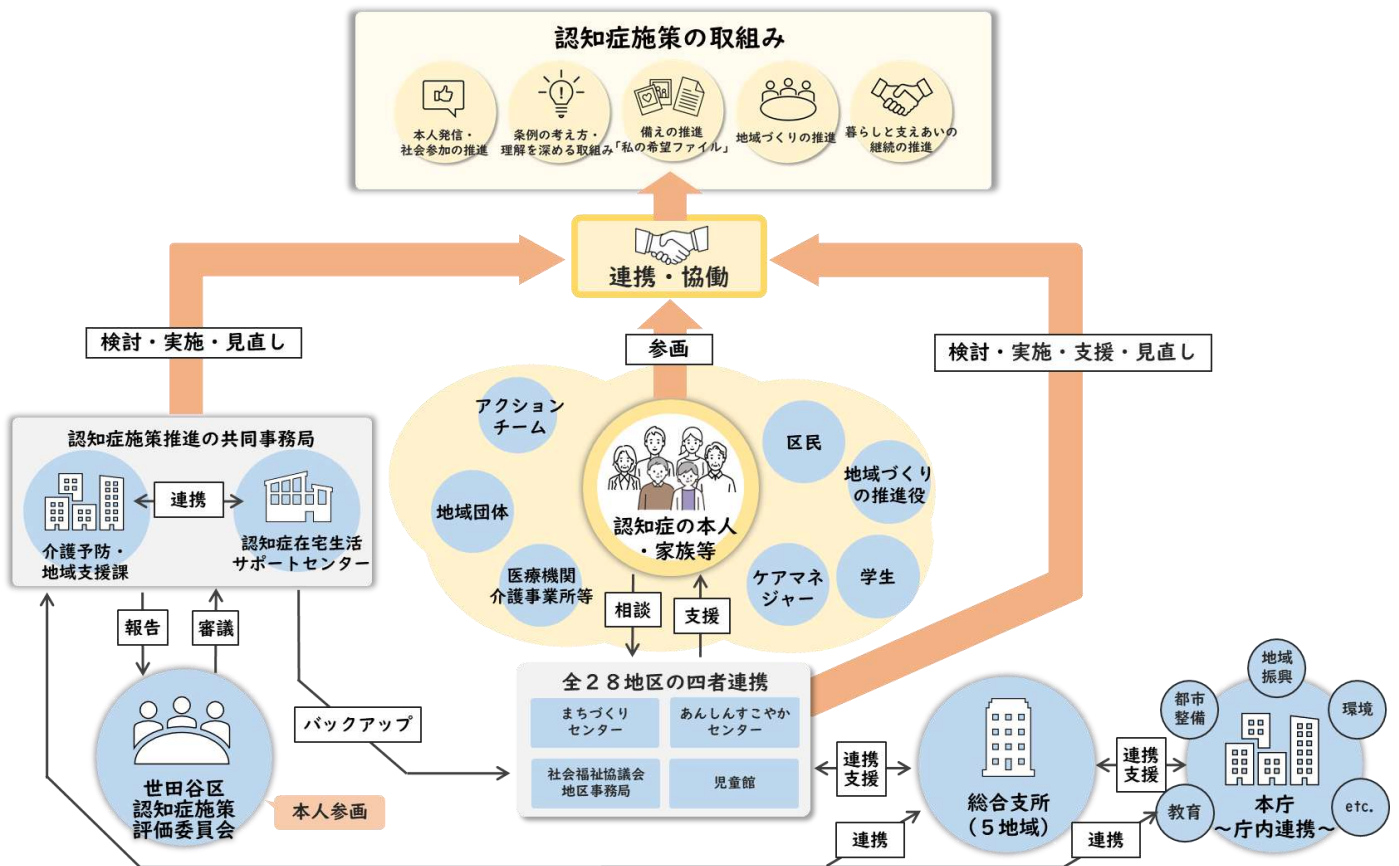 認知症施策の取組み
本人発信・
社会参加の推進
条例の考え方・
理解を深める取組み
備えの推進
「私の希望ファイル」
地域づくりの推進
暮らしと支えあいの
継続の推進
連携・協働
検討・実施・見直し
参画
検討・実施・支援・見直し
認知症施策推進の共同事務局
介護予防・
地域支援課
連携
認知症在宅生活
サポートセンター
アクション
チーム
地域団体
医療機関
介護事業所等
認知症の本人
・家族等
区民
地域づくり
の推進役
ケアマネ
ジャー
学生
相談
支援
報告
審議
世田谷区
認知症施策
評価委員会
本人参画
バックアップ
全28地区の四者連携
まちづくり
センター
あんしんすこやか
センター
社会福祉協議会
地区事務局
児童館
連携
支援
総合支所
(5地域)
連携
支援
地域
振興
都市
整備
環境
教育
etc.
本庁
～庁内連携～
連携
連携